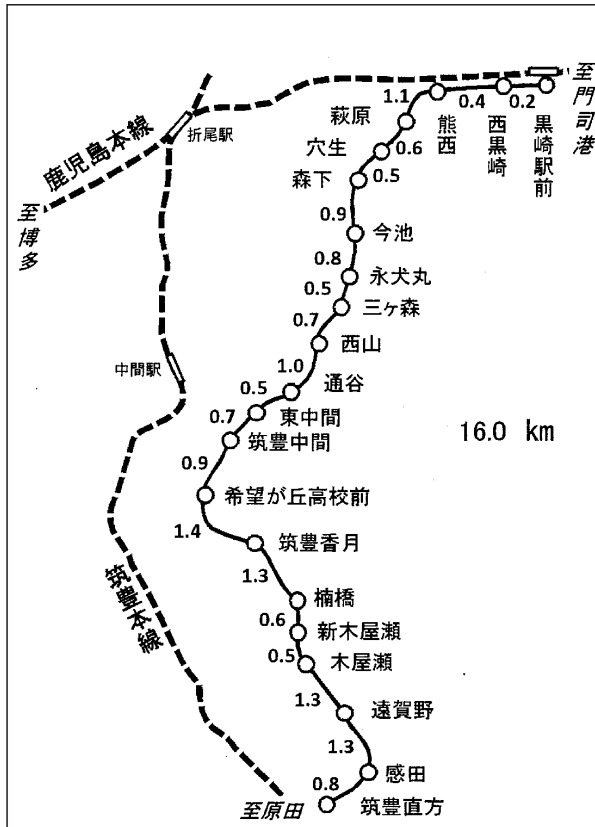 至門司港
黒崎駅前
0.2
西黒崎
0.4
熊西
1.1
萩原
0.6
穴生
0.5
森下
0.9
今池
0.8
永犬丸
0.5
三ヶ森
0.7
西山
1.0
通谷
0.5
東中間
0.7
筑豊中間
0.9
希望が丘高校前
1.4
筑豊香月
1.3
楠橋
0.6
新木屋瀬
0.5
木屋瀬
1.3
遠賀野
1.3
感田
0.8
筑豊直方
16.0 km
折尾駅
鹿児島本線
至博多
中間駅
筑豊本線
至原田